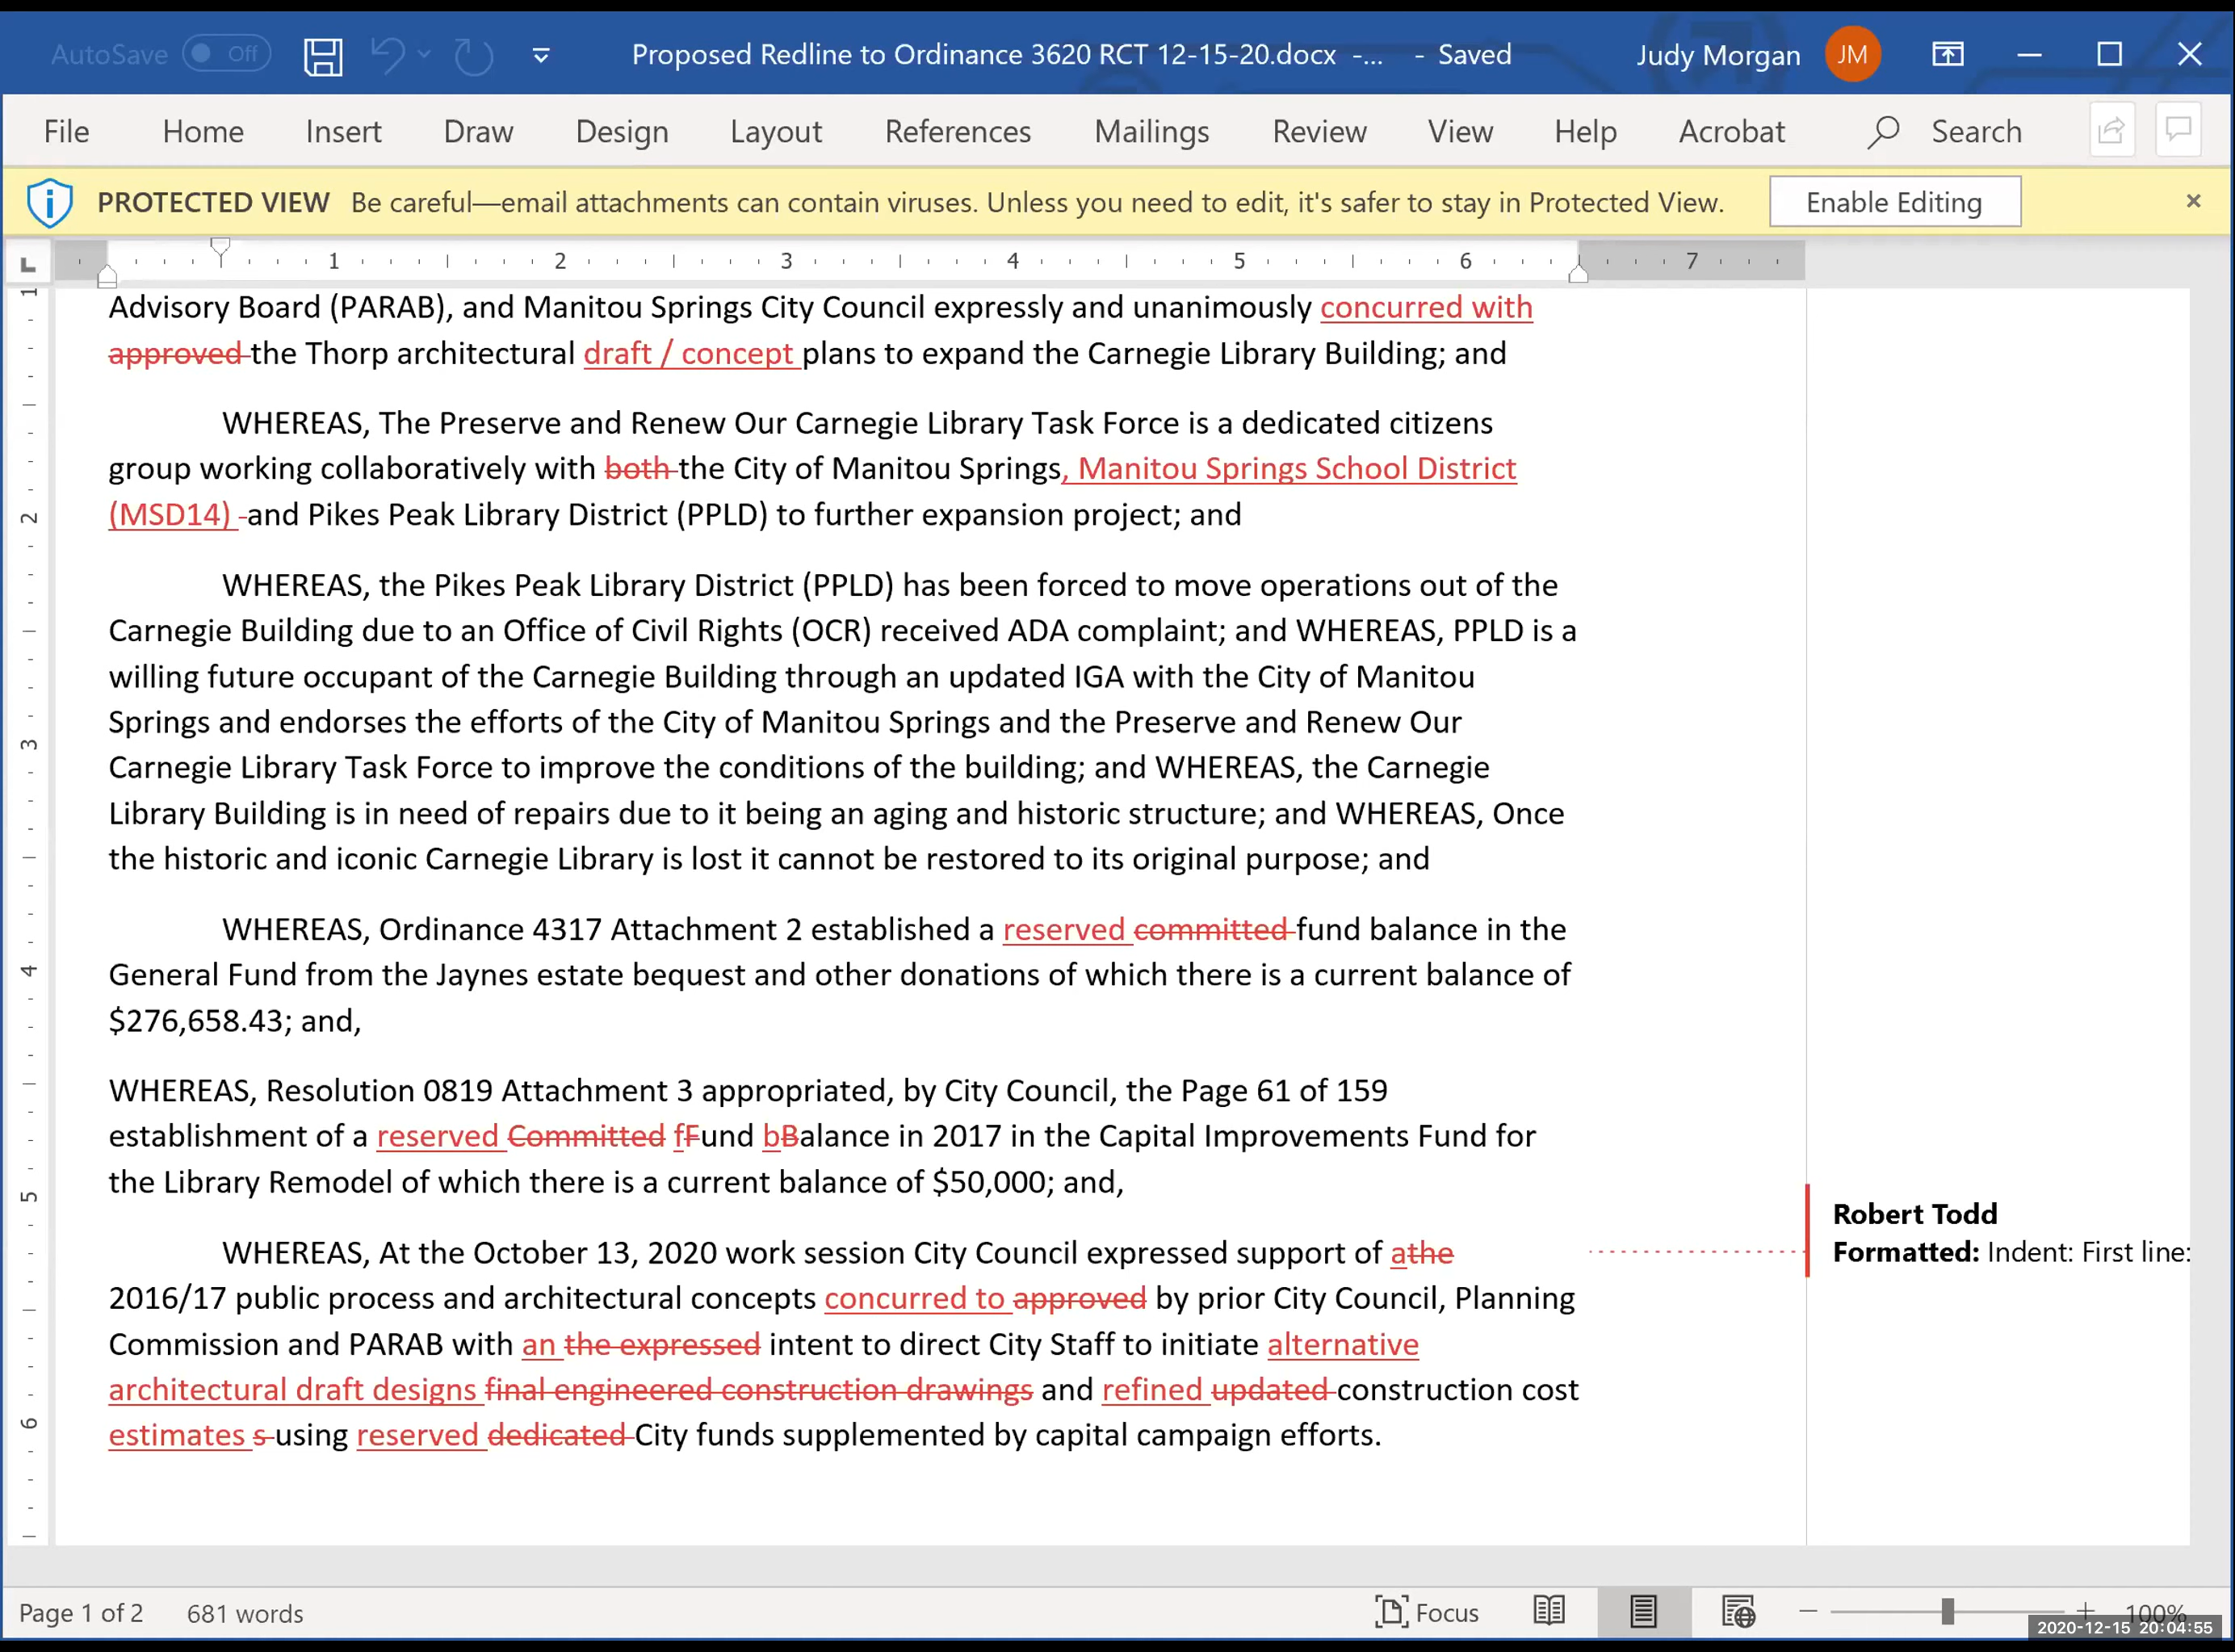 AutoSave Off Proposed Redline to Ordinance 3620 RCT 12-15-20.docx -... - Saved Judy Morgan JM
File Home Insert Draw Design Layout References Mailings Review View Help Acrobat Search
PROTECTED VIEW Be careful—email attachments can contain viruses. Unless you need to edit, it's safer to stay in Protected View. Enable Editing
1 2 3 4 5 6 7
Advisory Board (PARAB), and Manitou Springs City Council expressly and unanimously concurred with
approved the Thorp architectural draft / concept plans to expand the Carnegie Library Building; and
WHEREAS, The Preserve and Renew Our Carnegie Library Task Force is a dedicated citizens
group working collaboratively with both the City of Manitou Springs, Manitou Springs School District
(MSD14) -and Pikes Peak Library District (PPLD) to further expansion project; and
WHEREAS, the Pikes Peak Library District (PPLD) has been forced to move operations out of the
Carnegie Building due to an Office of Civil Rights (OCR) received ADA complaint; and WHEREAS, PPLD is a
willing future occupant of the Carnegie Building through an updated IGA with the City of Manitou
Springs and endorses the efforts of the City of Manitou Springs and the Preserve and Renew Our
Carnegie Library Task Force to improve the conditions of the building; and WHEREAS, the Carnegie
Library Building is in need of repairs due to it being an aging and historic structure; and WHEREAS, Once
the historic and iconic Carnegie Library is lost it cannot be restored to its original purpose; and
WHEREAS, Ordinance 4317 Attachment 2 established a reserved committed fund balance in the
General Fund from the Jaynes estate bequest and other donations of which there is a current balance of
$276,658.43; and,
WHEREAS, Resolution 0819 Attachment 3 appropriated, by City Council, the Page 61 of 159
establishment of a reserved Committed fFund bBalance in 2017 in the Capital Improvements Fund for
the Library Remodel of which there is a current balance of $50,000; and,
WHEREAS, At the October 13, 2020 work session City Council expressed support of athe
2016/17 public process and architectural concepts concurred to approved by prior City Council, Planning
Commission and PARAB with an the expressed intent to direct City Staff to initiate alternative
architectural draft designs final engineered construction drawings and refined updated construction cost
estimates s using reserved dedicated City funds supplemented by capital campaign efforts.
Robert Todd
Formatted: Indent: First line:
1
2
3
4
5
6
Page 1 of 2 681 words Focus 100%
2020-12-15 20:04:55